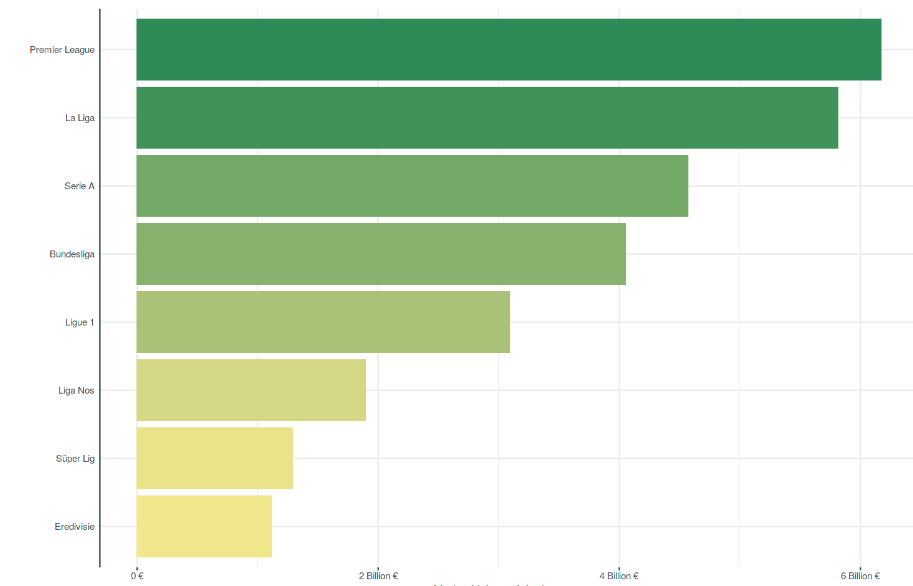 Premier League
La Liga
Serie A
Bundesliga
Ligue 1
Liga Nos
Süper Lig
Eredivisie
0 € 2 Billion € 4 Billion € 6 Billion €